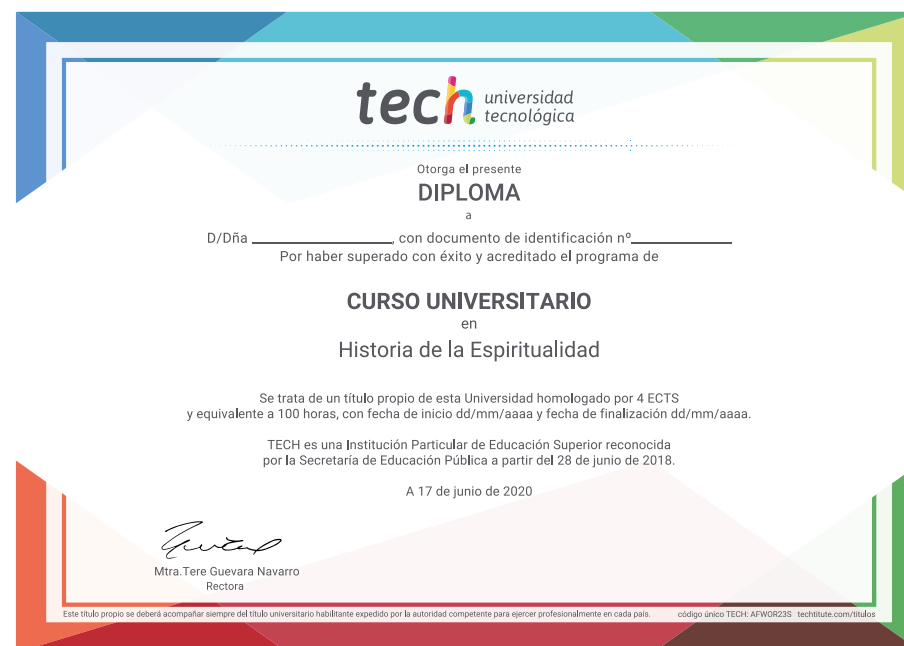 tech universidad
tecnológica
Otorga el presente
DIPLOMA
a
D/Dña ____________________, con documento de identificación nº______________
Por haber superado con éxito y acreditado el programa de
CURSO UNIVERSITARIO
en
Historia de la Espiritualidad
Se trata de un título propio de esta Universidad homologado por 4 ECTS
y equivalente a 100 horas, con fecha de inicio dd/mm/aaaa y fecha de finalización dd/mm/aaaa.
TECH es una Institución Particular de Educación Superior reconocida
por la Secretaría de Educación Pública a partir del 28 de junio de 2018.
A 17 de junio de 2020
Mtra.Tere Guevara Navarro
Rectora
Este título propio se deberá acompañar siempre del título universitario habilitante expedido por la autoridad competente para ejercer profesionalmente en cada país. código único TECH: AFWOR23S techtitute.com/titulos